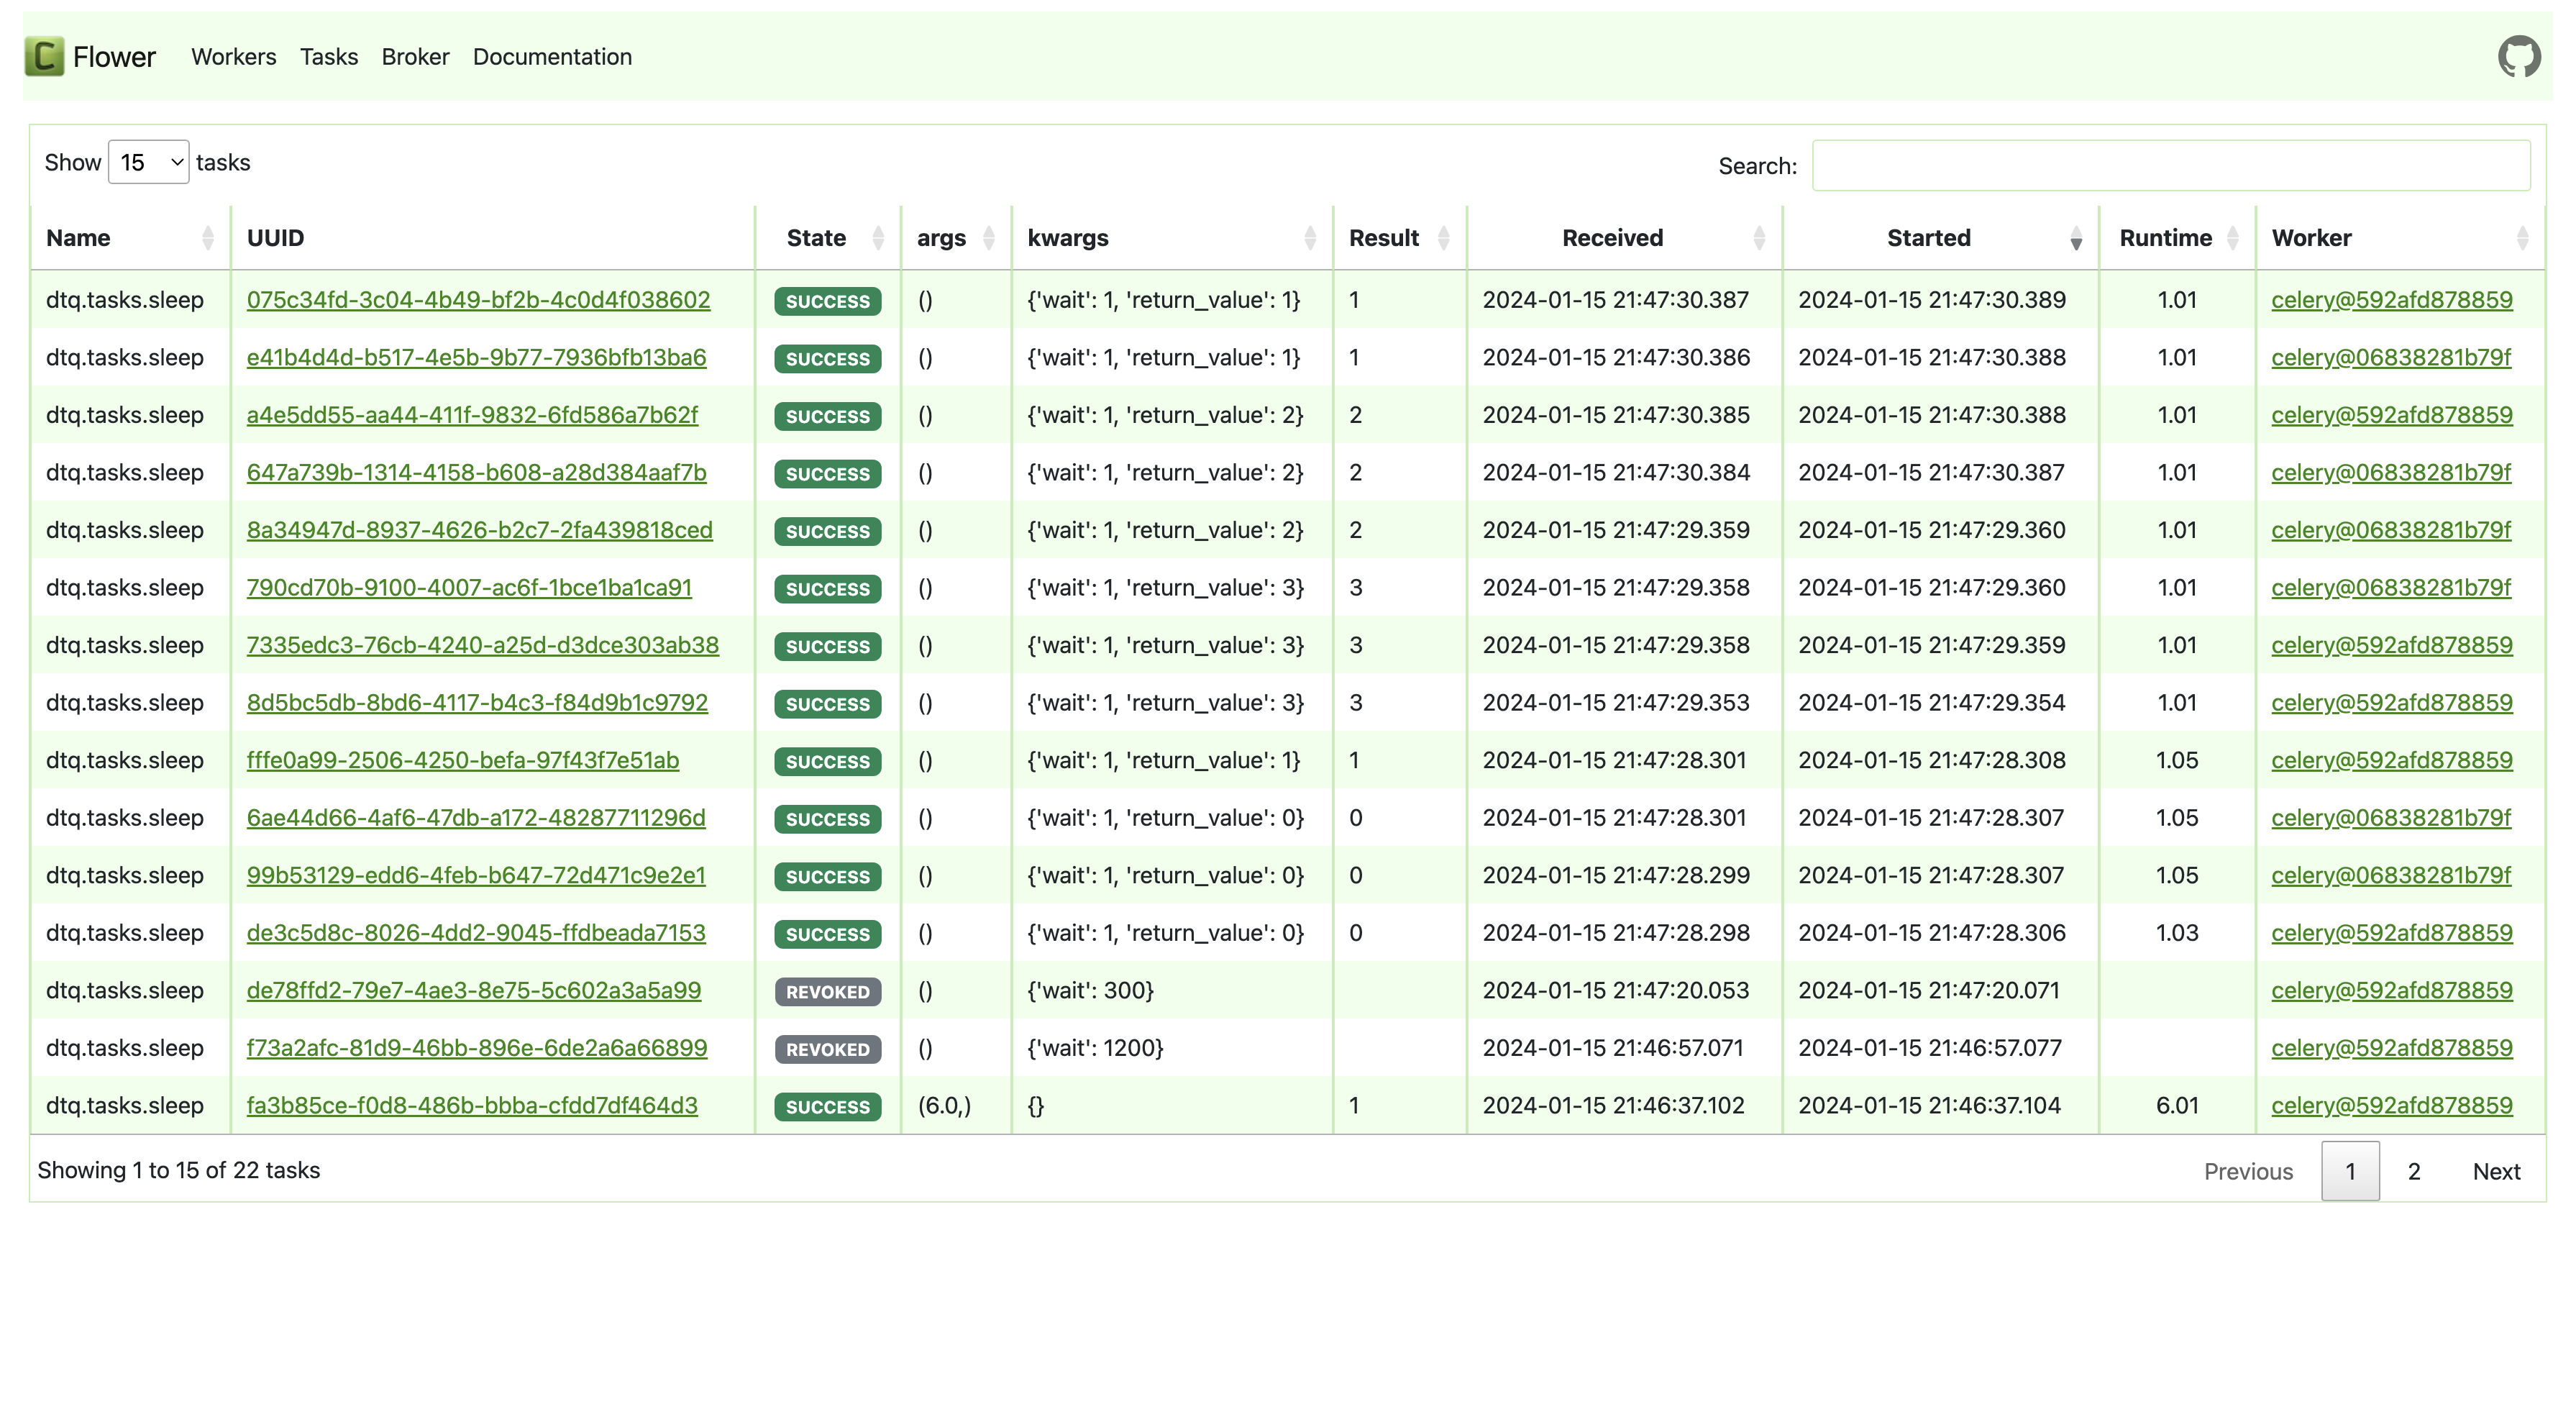 C Flower Workers Tasks Broker Documentation
Show 15 tasks Search:
Name UUID State args kwargs Result Received Started Runtime Worker
dtq.tasks.sleep 075c34fd-3c04-4b49-bf2b-4c0d4f038602 SUCCESS () {'wait': 1, 'return_value': 1} 1 2024-01-15 21:47:30.387 2024-01-15 21:47:30.389 1.01 celery@592afd878859
dtq.tasks.sleep e41b4d4d-b517-4e5b-9b77-7936bfb13ba6 SUCCESS () {'wait': 1, 'return_value': 1} 1 2024-01-15 21:47:30.386 2024-01-15 21:47:30.388 1.01 celery@06838281b79f
dtq.tasks.sleep a4e5dd55-aa44-411f-9832-6fd586a7b62f SUCCESS () {'wait': 1, 'return_value': 2} 2 2024-01-15 21:47:30.385 2024-01-15 21:47:30.388 1.01 celery@592afd878859
dtq.tasks.sleep 647a739b-1314-4158-b608-a28d384aaf7b SUCCESS () {'wait': 1, 'return_value': 2} 2 2024-01-15 21:47:30.384 2024-01-15 21:47:30.387 1.01 celery@06838281b79f
dtq.tasks.sleep 8a34947d-8937-4626-b2c7-2fa439818ced SUCCESS () {'wait': 1, 'return_value': 2} 2 2024-01-15 21:47:29.359 2024-01-15 21:47:29.360 1.01 celery@06838281b79f
dtq.tasks.sleep 790cd70b-9100-4007-ac6f-1bce1ba1ca91 SUCCESS () {'wait': 1, 'return_value': 3} 3 2024-01-15 21:47:29.358 2024-01-15 21:47:29.360 1.01 celery@06838281b79f
dtq.tasks.sleep 7335edc3-76cb-4240-a25d-d3dce303ab38 SUCCESS () {'wait': 1, 'return_value': 3} 3 2024-01-15 21:47:29.358 2024-01-15 21:47:29.359 1.01 celery@592afd878859
dtq.tasks.sleep 8d5bc5db-8bd6-4117-b4c3-f84d9b1c9792 SUCCESS () {'wait': 1, 'return_value': 3} 3 2024-01-15 21:47:29.353 2024-01-15 21:47:29.354 1.01 celery@592afd878859
dtq.tasks.sleep fffe0a99-2506-4250-befa-97f43f7e51ab SUCCESS () {'wait': 1, 'return_value': 1} 1 2024-01-15 21:47:28.301 2024-01-15 21:47:28.308 1.05 celery@592afd878859
dtq.tasks.sleep 6ae44d66-4af6-47db-a172-48287711296d SUCCESS () {'wait': 1, 'return_value': 0} 0 2024-01-15 21:47:28.301 2024-01-15 21:47:28.307 1.05 celery@06838281b79f
dtq.tasks.sleep 99b53129-edd6-4feb-b647-72d471c9e2e1 SUCCESS () {'wait': 1, 'return_value': 0} 0 2024-01-15 21:47:28.299 2024-01-15 21:47:28.307 1.05 celery@06838281b79f
dtq.tasks.sleep de3c5d8c-8026-4dd2-9045-ffdbeada7153 SUCCESS () {'wait': 1, 'return_value': 0} 0 2024-01-15 21:47:28.298 2024-01-15 21:47:28.306 1.03 celery@592afd878859
dtq.tasks.sleep de78ffd2-79e7-4ae3-8e75-5c602a3a5a99 REVOKED () {'wait': 300} 2024-01-15 21:47:20.053 2024-01-15 21:47:20.071 celery@592afd878859
dtq.tasks.sleep f73a2afc-81d9-46bb-896e-6de2a6a66899 REVOKED () {'wait': 1200} 2024-01-15 21:46:57.071 2024-01-15 21:46:57.077 celery@592afd878859
dtq.tasks.sleep fa3b85ce-f0d8-486b-bbba-cfdd7df464d3 SUCCESS (6.0,) {} 1 2024-01-15 21:46:37.102 2024-01-15 21:46:37.104 6.01 celery@592afd878859
Showing 1 to 15 of 22 tasks Previous 1 2 Next